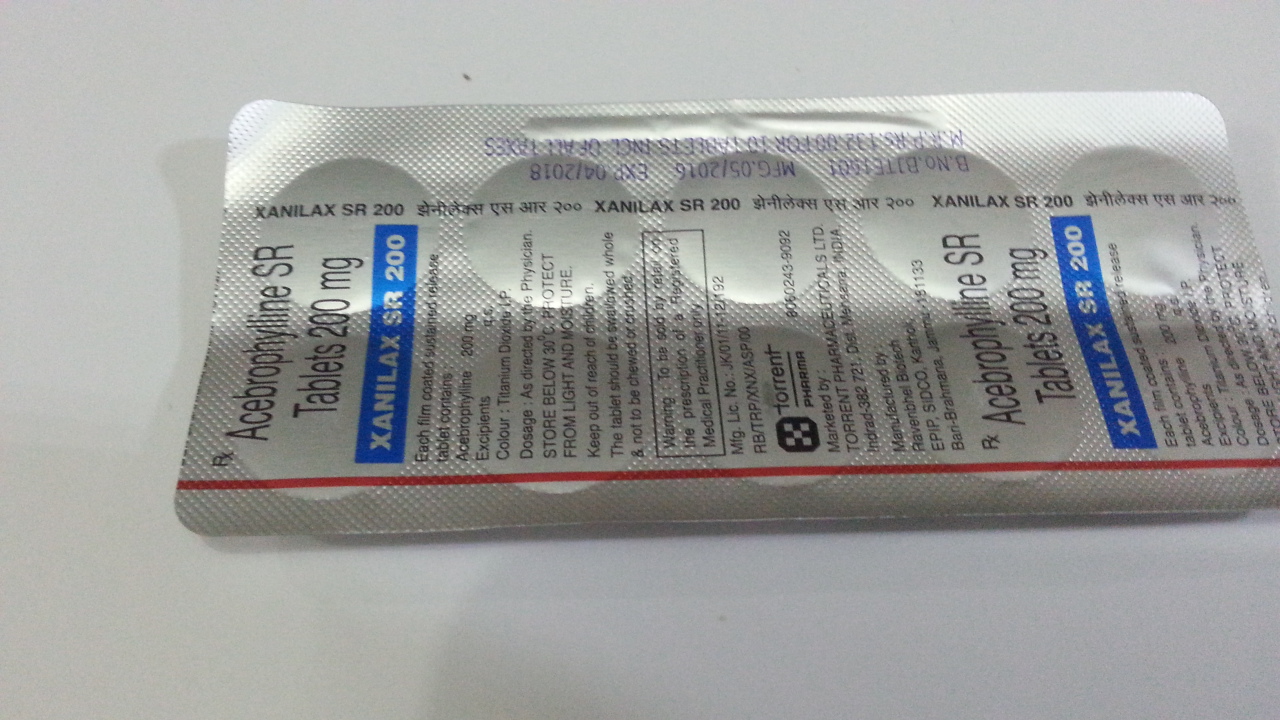 M.R.P.RS.132.00 FOR 10 TABLETS INCL. OF ALL TAXES
B.No.BJTE1601 MFG.05/2016 EXP.04/2018
XANILAX SR 200 झेनीलेक्स एस आर २०० XANILAX SR 200 झेनीलेक्स एस आर २०० XANILAX SR 200 झेनीलेक्स एस आर २००
Rx
Acebrophylline SR
Tablets 200 mg
XANILAX SR 200
Each film coated sustained release
tablet contains :
Acebrophylline 200 mg
Excipients q.s.
Colour : Titanium Dioxide I.P.
Dosage : As directed by the Physician.
STORE BELOW 30°C, PROTECT
FROM LIGHT AND MOISTURE.
Keep out of reach of children.
The tablet should be swallowed whole
& not to be chewed or crushed.
Warning : To be sold by retail on
the prescription of a Registered
Medical Practitioner only.
Mfg. Lic. No. : JK/01/11-12/192
RB/TRP/XNX/ASP/00
8060243-9092
torrent
PHARMA
Marketed by :
TORRENT PHARMACEUTICALS LTD.
Indrad-382 721, Dist. Mehsana, INDIA.
Manufactured by :
Ravenbhel Biotech
EPIP, SIDCO, Kartholi,
Bari-Brahmana, Jammu-181133
Rx
Acebrophylline SR
Tablets 200 mg
XANILAX SR 200
Each film coated sustained release
tablet contains 200 mg
Acebrophylline q.s.
Excipients
Colour : Titanium Dioxide I.P.
Dosage : As directed by the Physician.
STORE BELOW 30°C, PROTECT